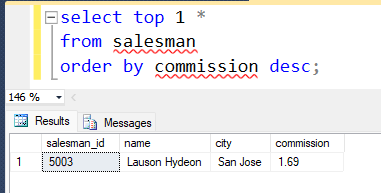 select top 1 *
from salesman
order by commission desc;
146 %
Results Messages
salesman_id name city commission
1 5003 Lauson Hydeon San Jose 1.69